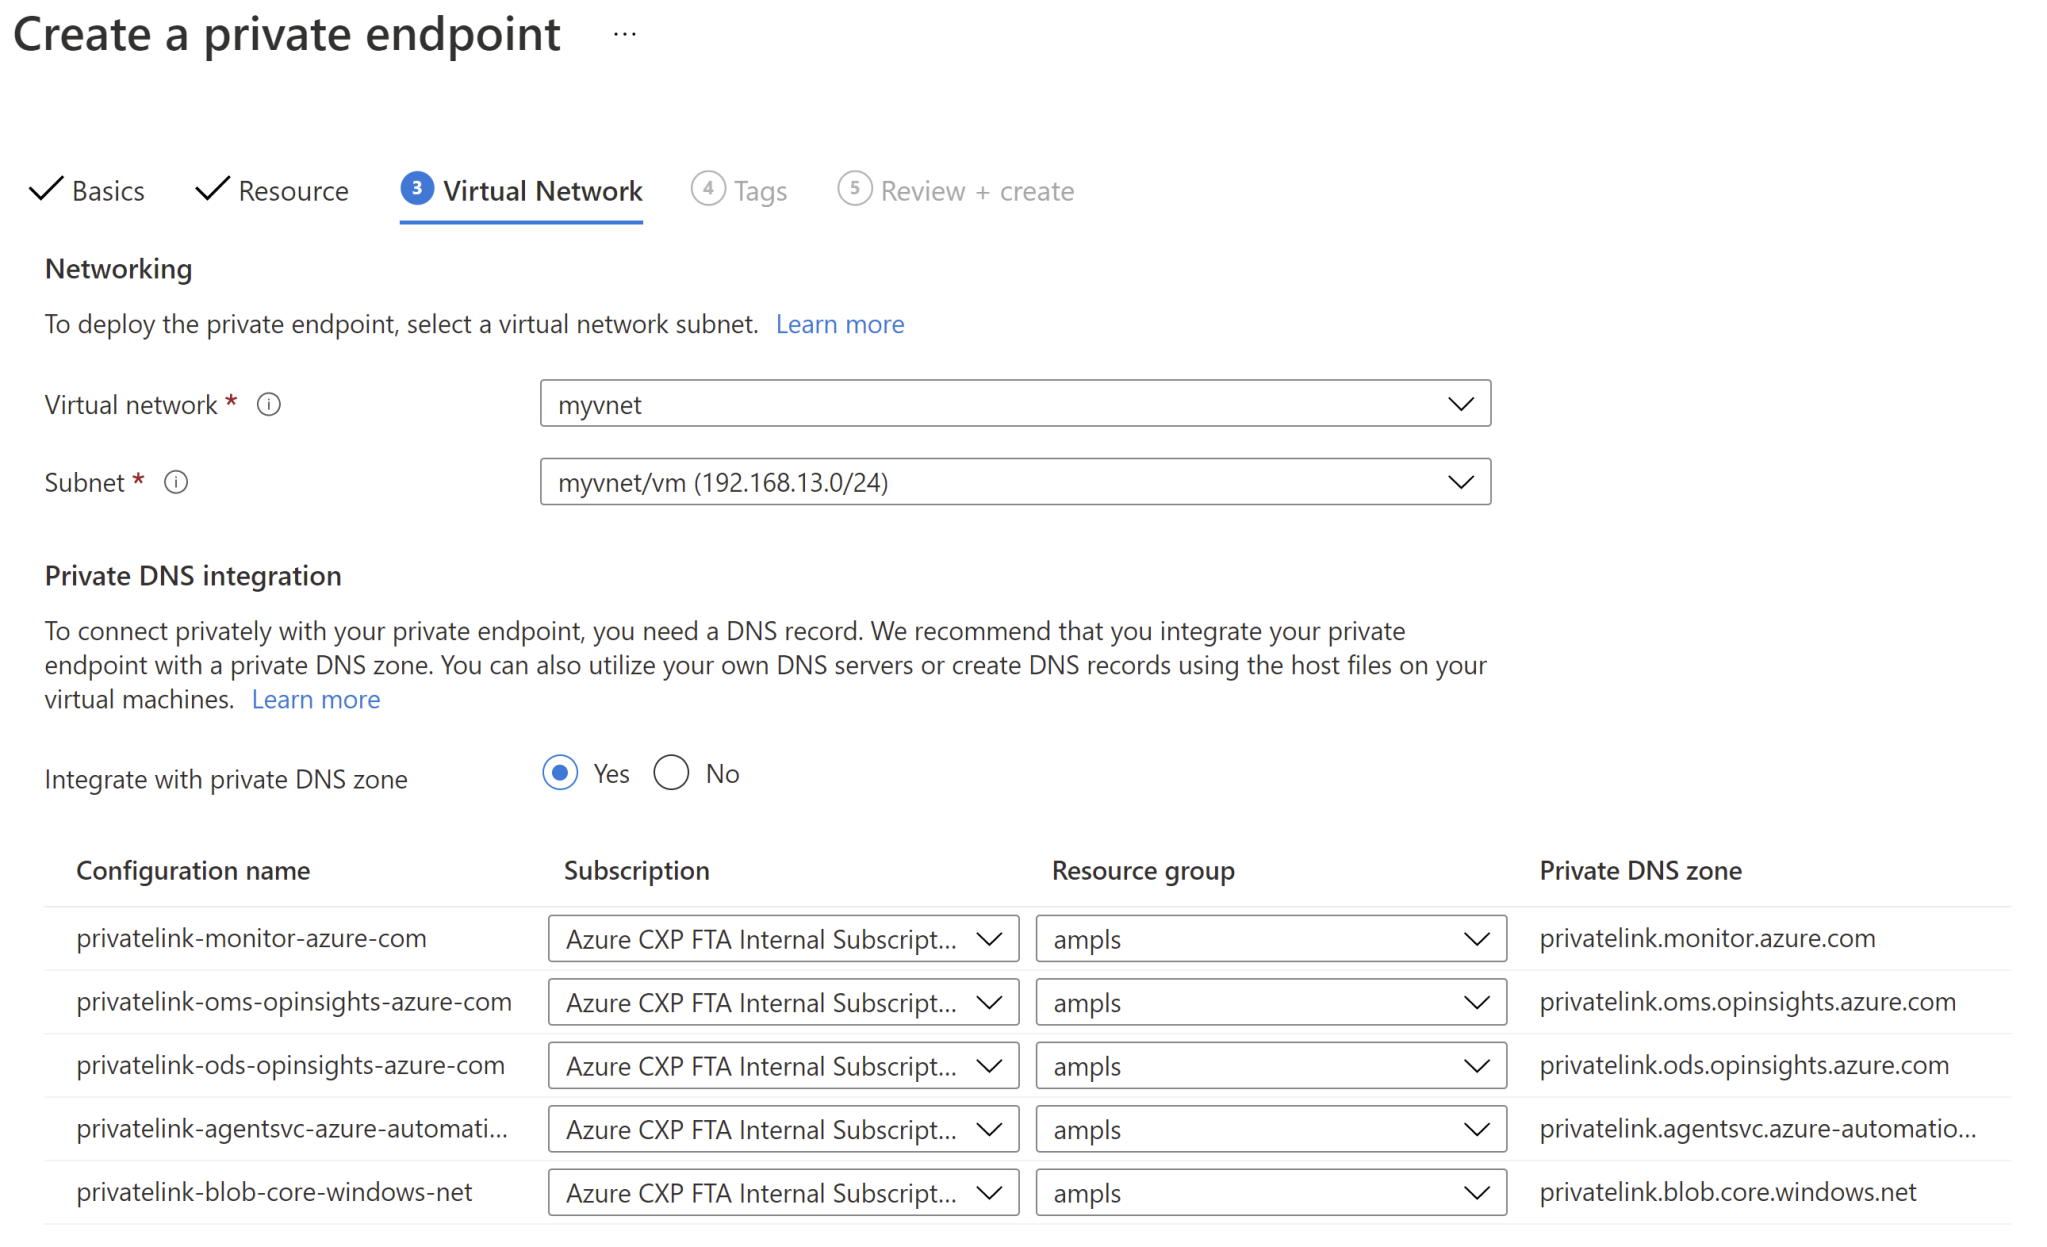 Create a private endpoint ...
Basics Resource 3 Virtual Network 4 Tags 5 Review + create
Networking
To deploy the private endpoint, select a virtual network subnet. Learn more
Virtual network * myvnet
Subnet * myvnet/vm (192.168.13.0/24)
Private DNS integration
To connect privately with your private endpoint, you need a DNS record. We recommend that you integrate your private
endpoint with a private DNS zone. You can also utilize your own DNS servers or create DNS records using the host files on your
virtual machines. Learn more
Integrate with private DNS zone Yes No
Configuration name Subscription Resource group Private DNS zone
privatelink-monitor-azure-com Azure CXP FTA Internal Subscript... ampls privatelink.monitor.azure.com
privatelink-oms-opinsights-azure-com Azure CXP FTA Internal Subscript... ampls privatelink.oms.opinsights.azure.com
privatelink-ods-opinsights-azure-com Azure CXP FTA Internal Subscript... ampls privatelink.ods.opinsights.azure.com
privatelink-agentsvc-azure-automati... Azure CXP FTA Internal Subscript... ampls privatelink.agentsvc.azure-automatio...
privatelink-blob-core-windows-net Azure CXP FTA Internal Subscript... ampls privatelink.blob.core.windows.net